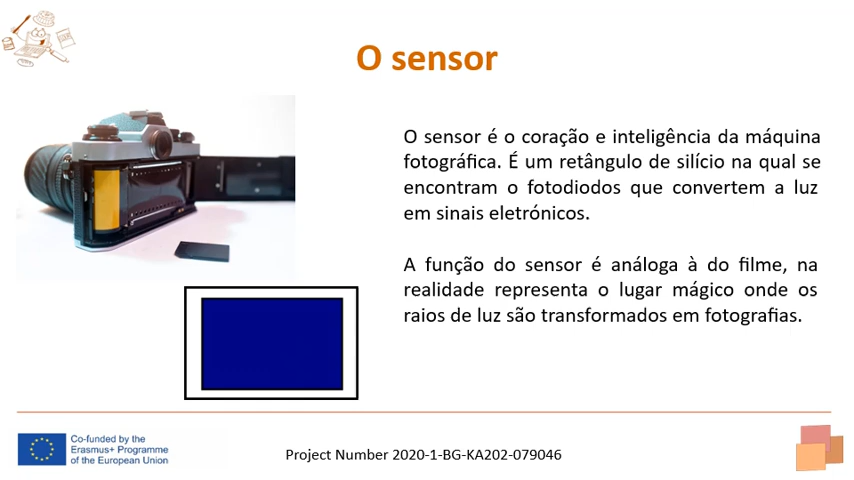 O sensor
O sensor é o coração e inteligência da máquina
fotográfica. É um retângulo de silício na qual se
encontram o fotodiodos que convertem a luz
em sinais eletrónicos.
A função do sensor é análoga à do filme, na
realidade representa o lugar mágico onde os
raios de luz são transformados em fotografias.
Co-funded by the
Erasmus+ Programme
of the European Union
Project Number 2020-1-BG-KA202-079046